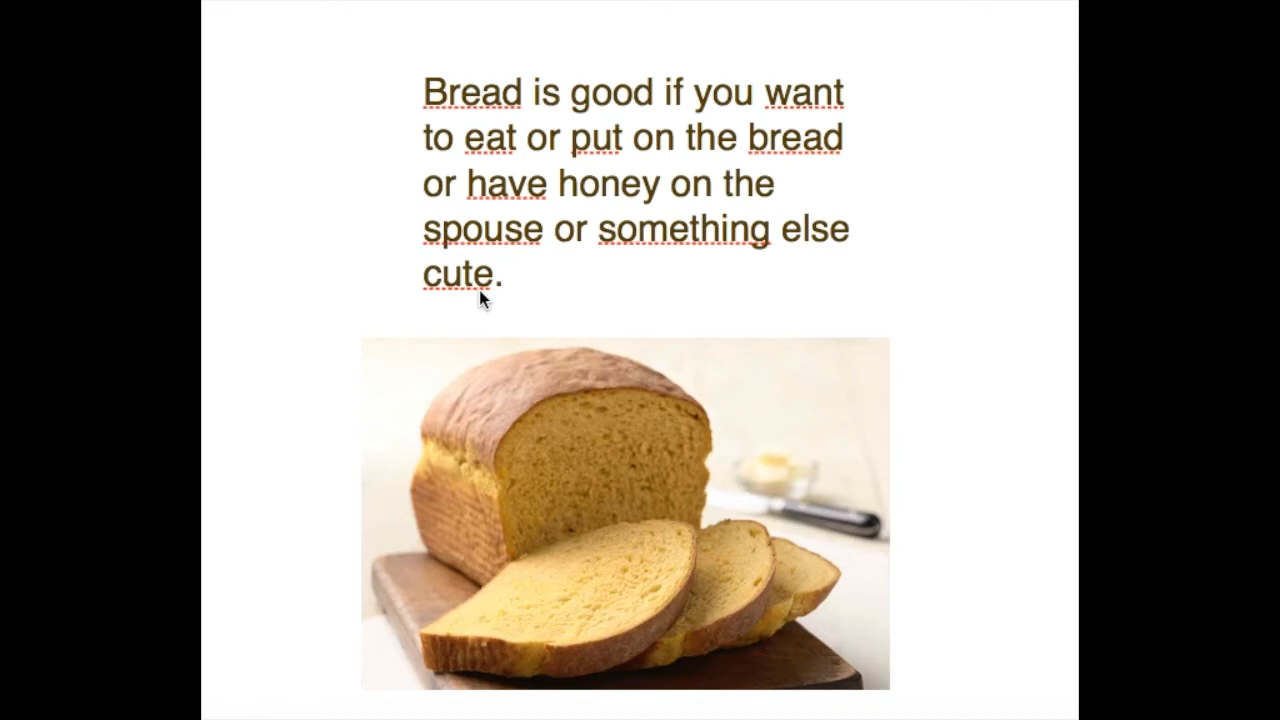 Bread is good if you want
to eat or put on the bread
or have honey on the
spouse or something else
cute.